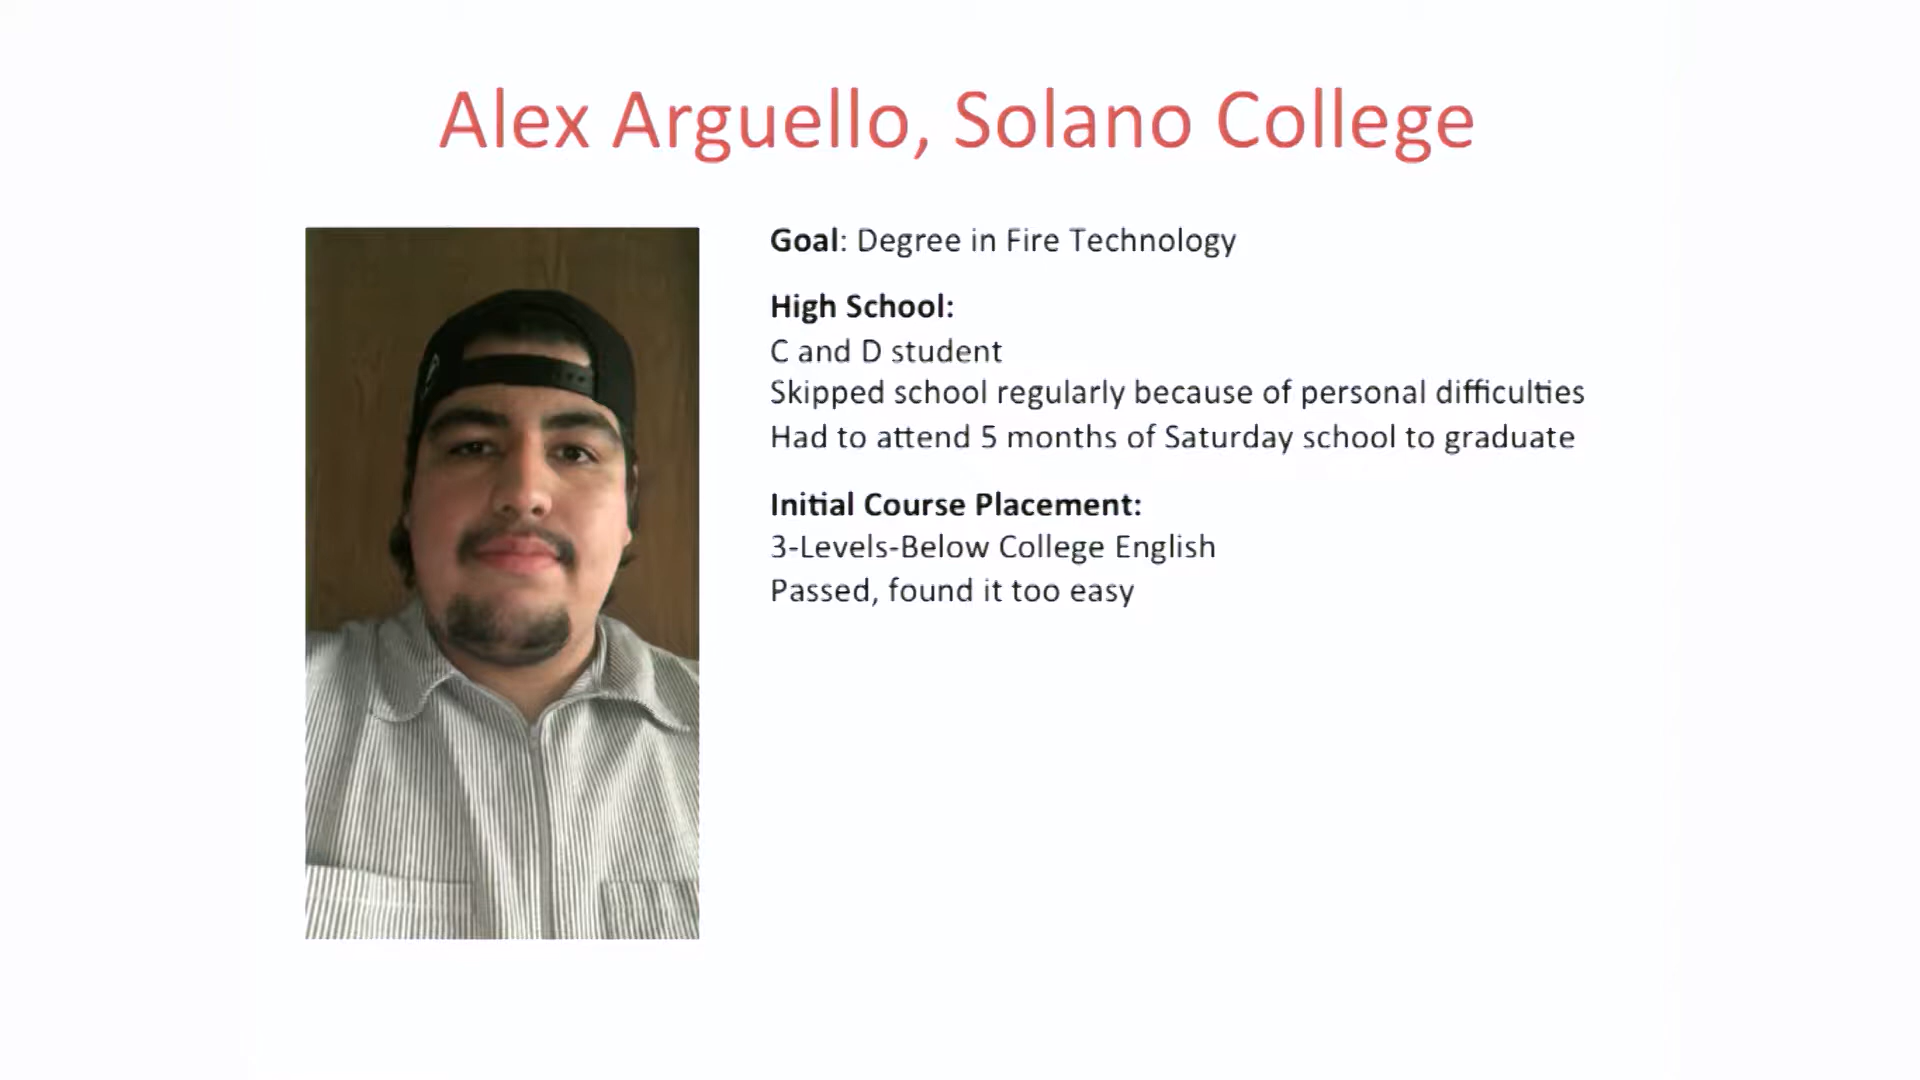 Alex Arguello, Solano College
Goal: Degree in Fire Technology
High School:
C and D student
Skipped school regularly because of personal difficulties
Had to attend 5 months of Saturday school to graduate
Initial Course Placement:
3-Levels-Below College English
Passed, found it too easy